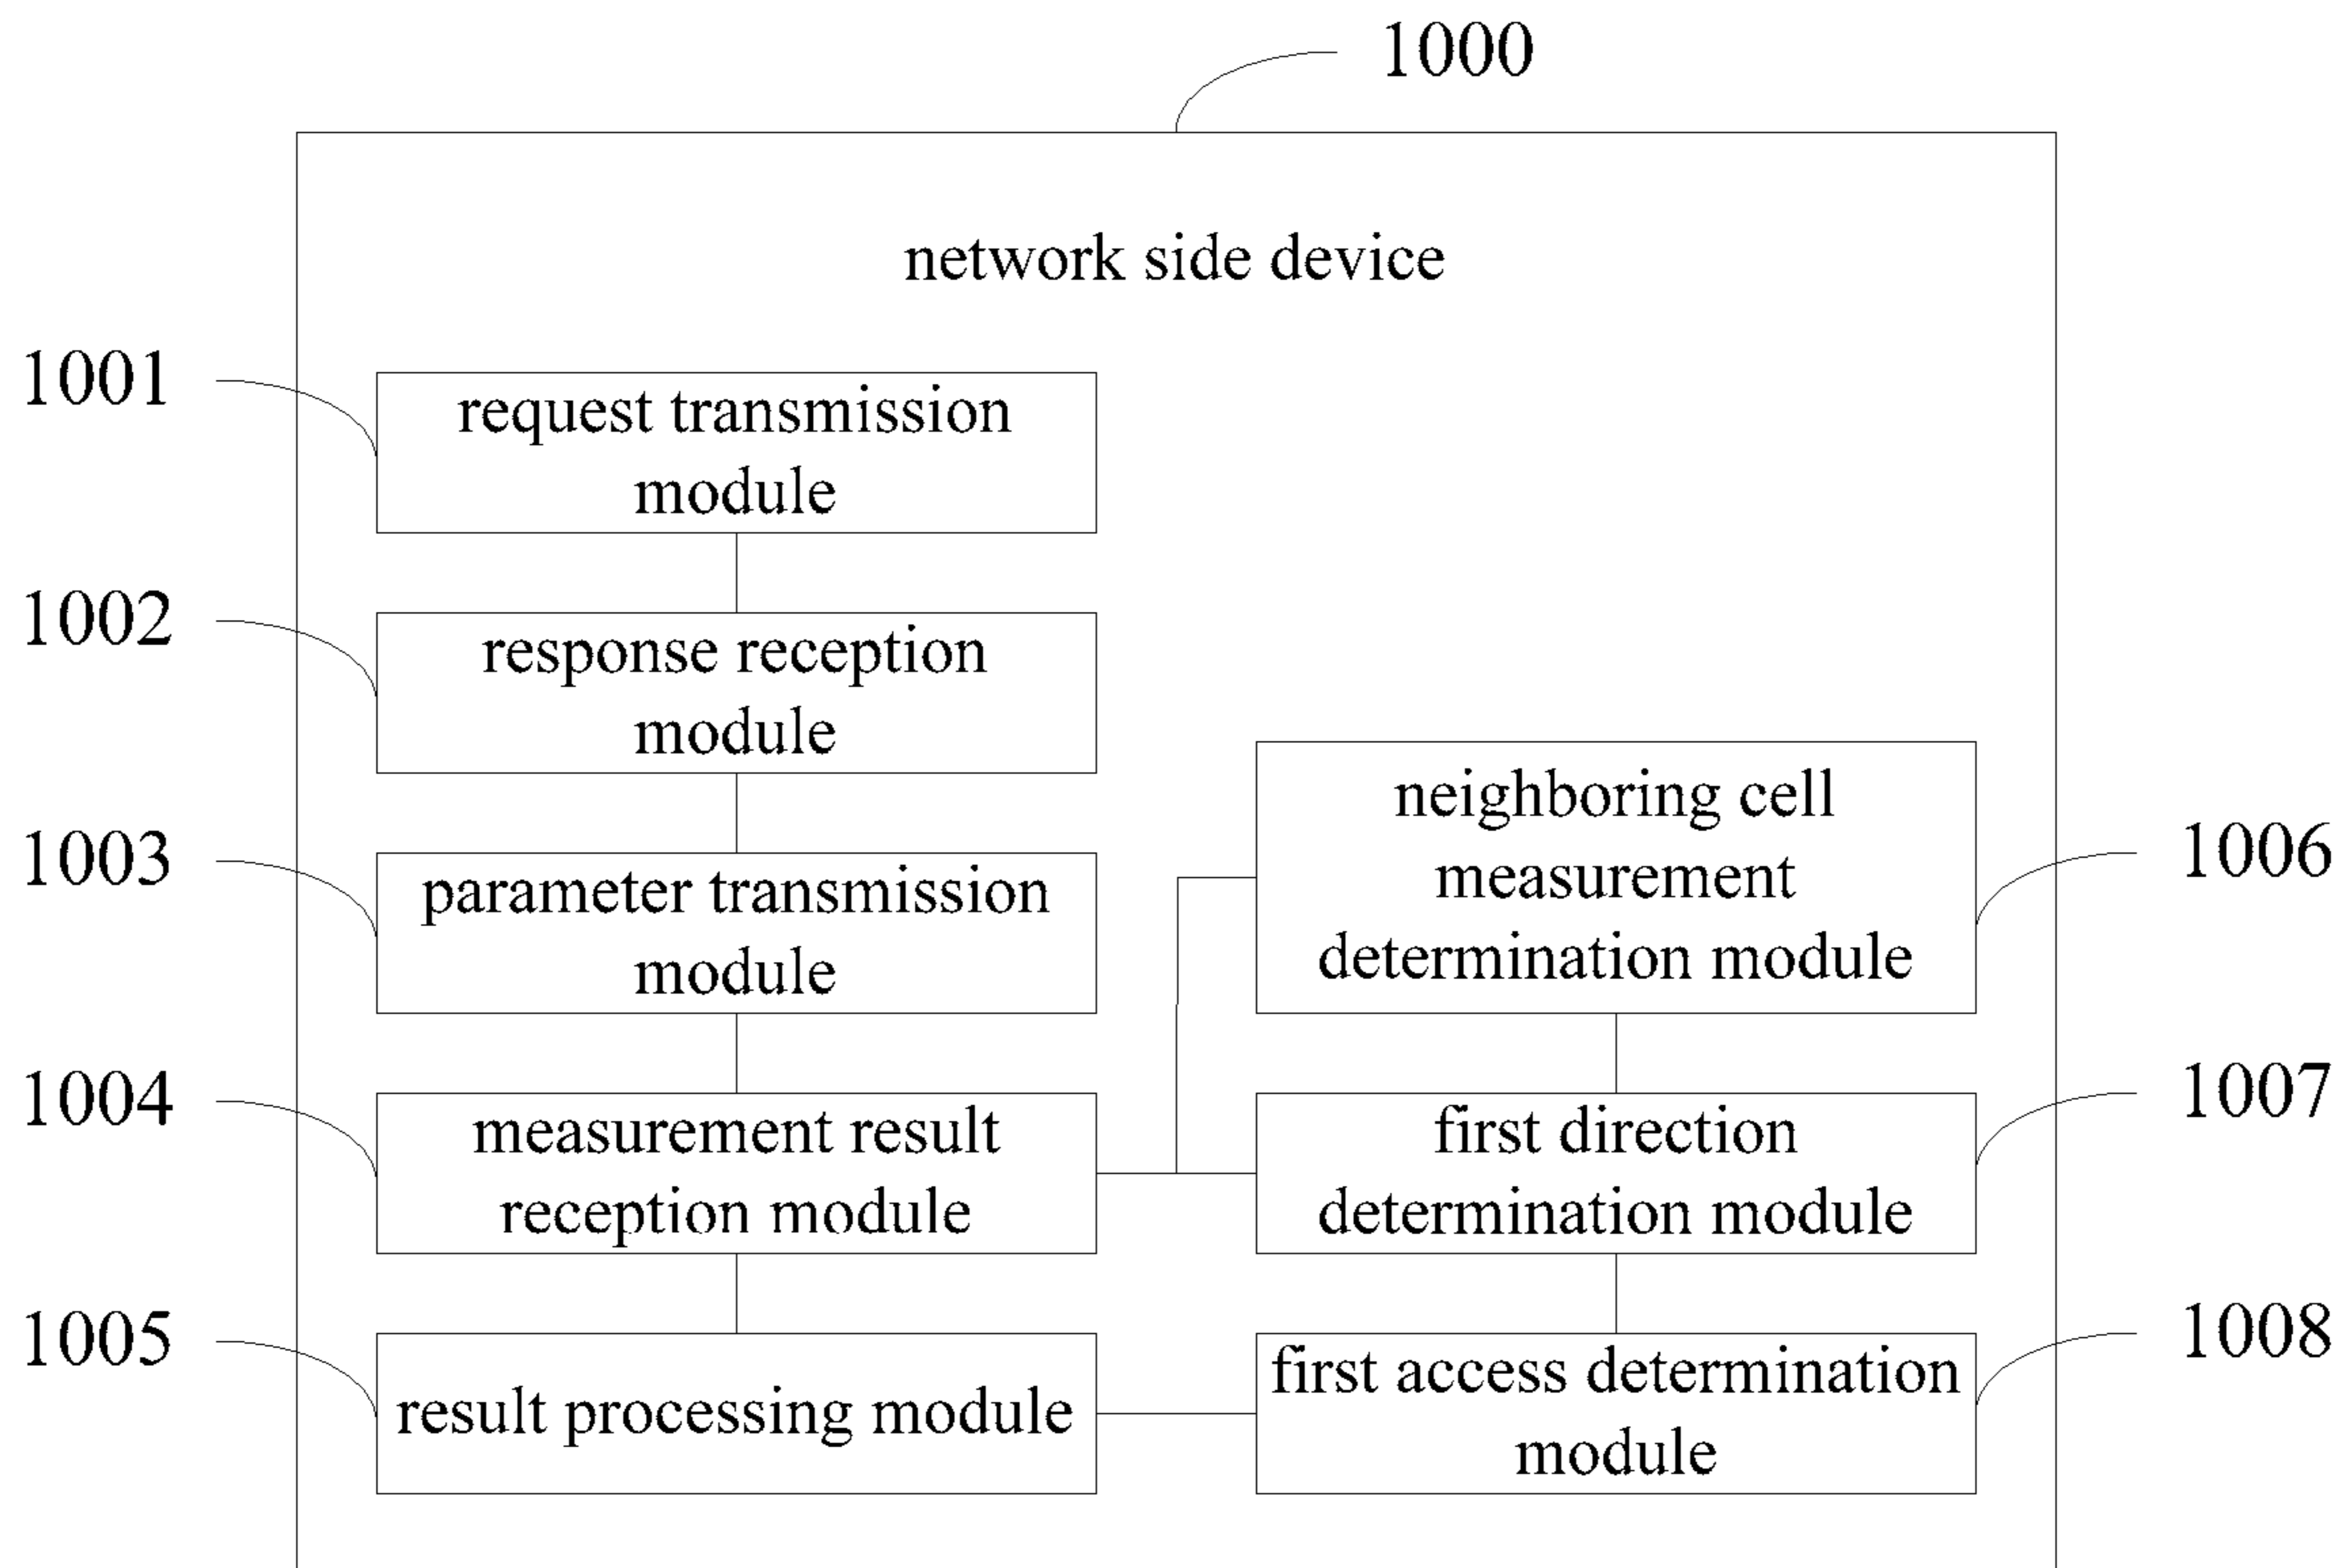 1000
network side device
1001
request transmission
module
1002
response reception
module
1003
parameter transmission
module
1004
measurement result
reception module
1005
result processing module
neighboring cell
measurement
determination module
1006
first direction
determination module
1007
first access determination
module
1008